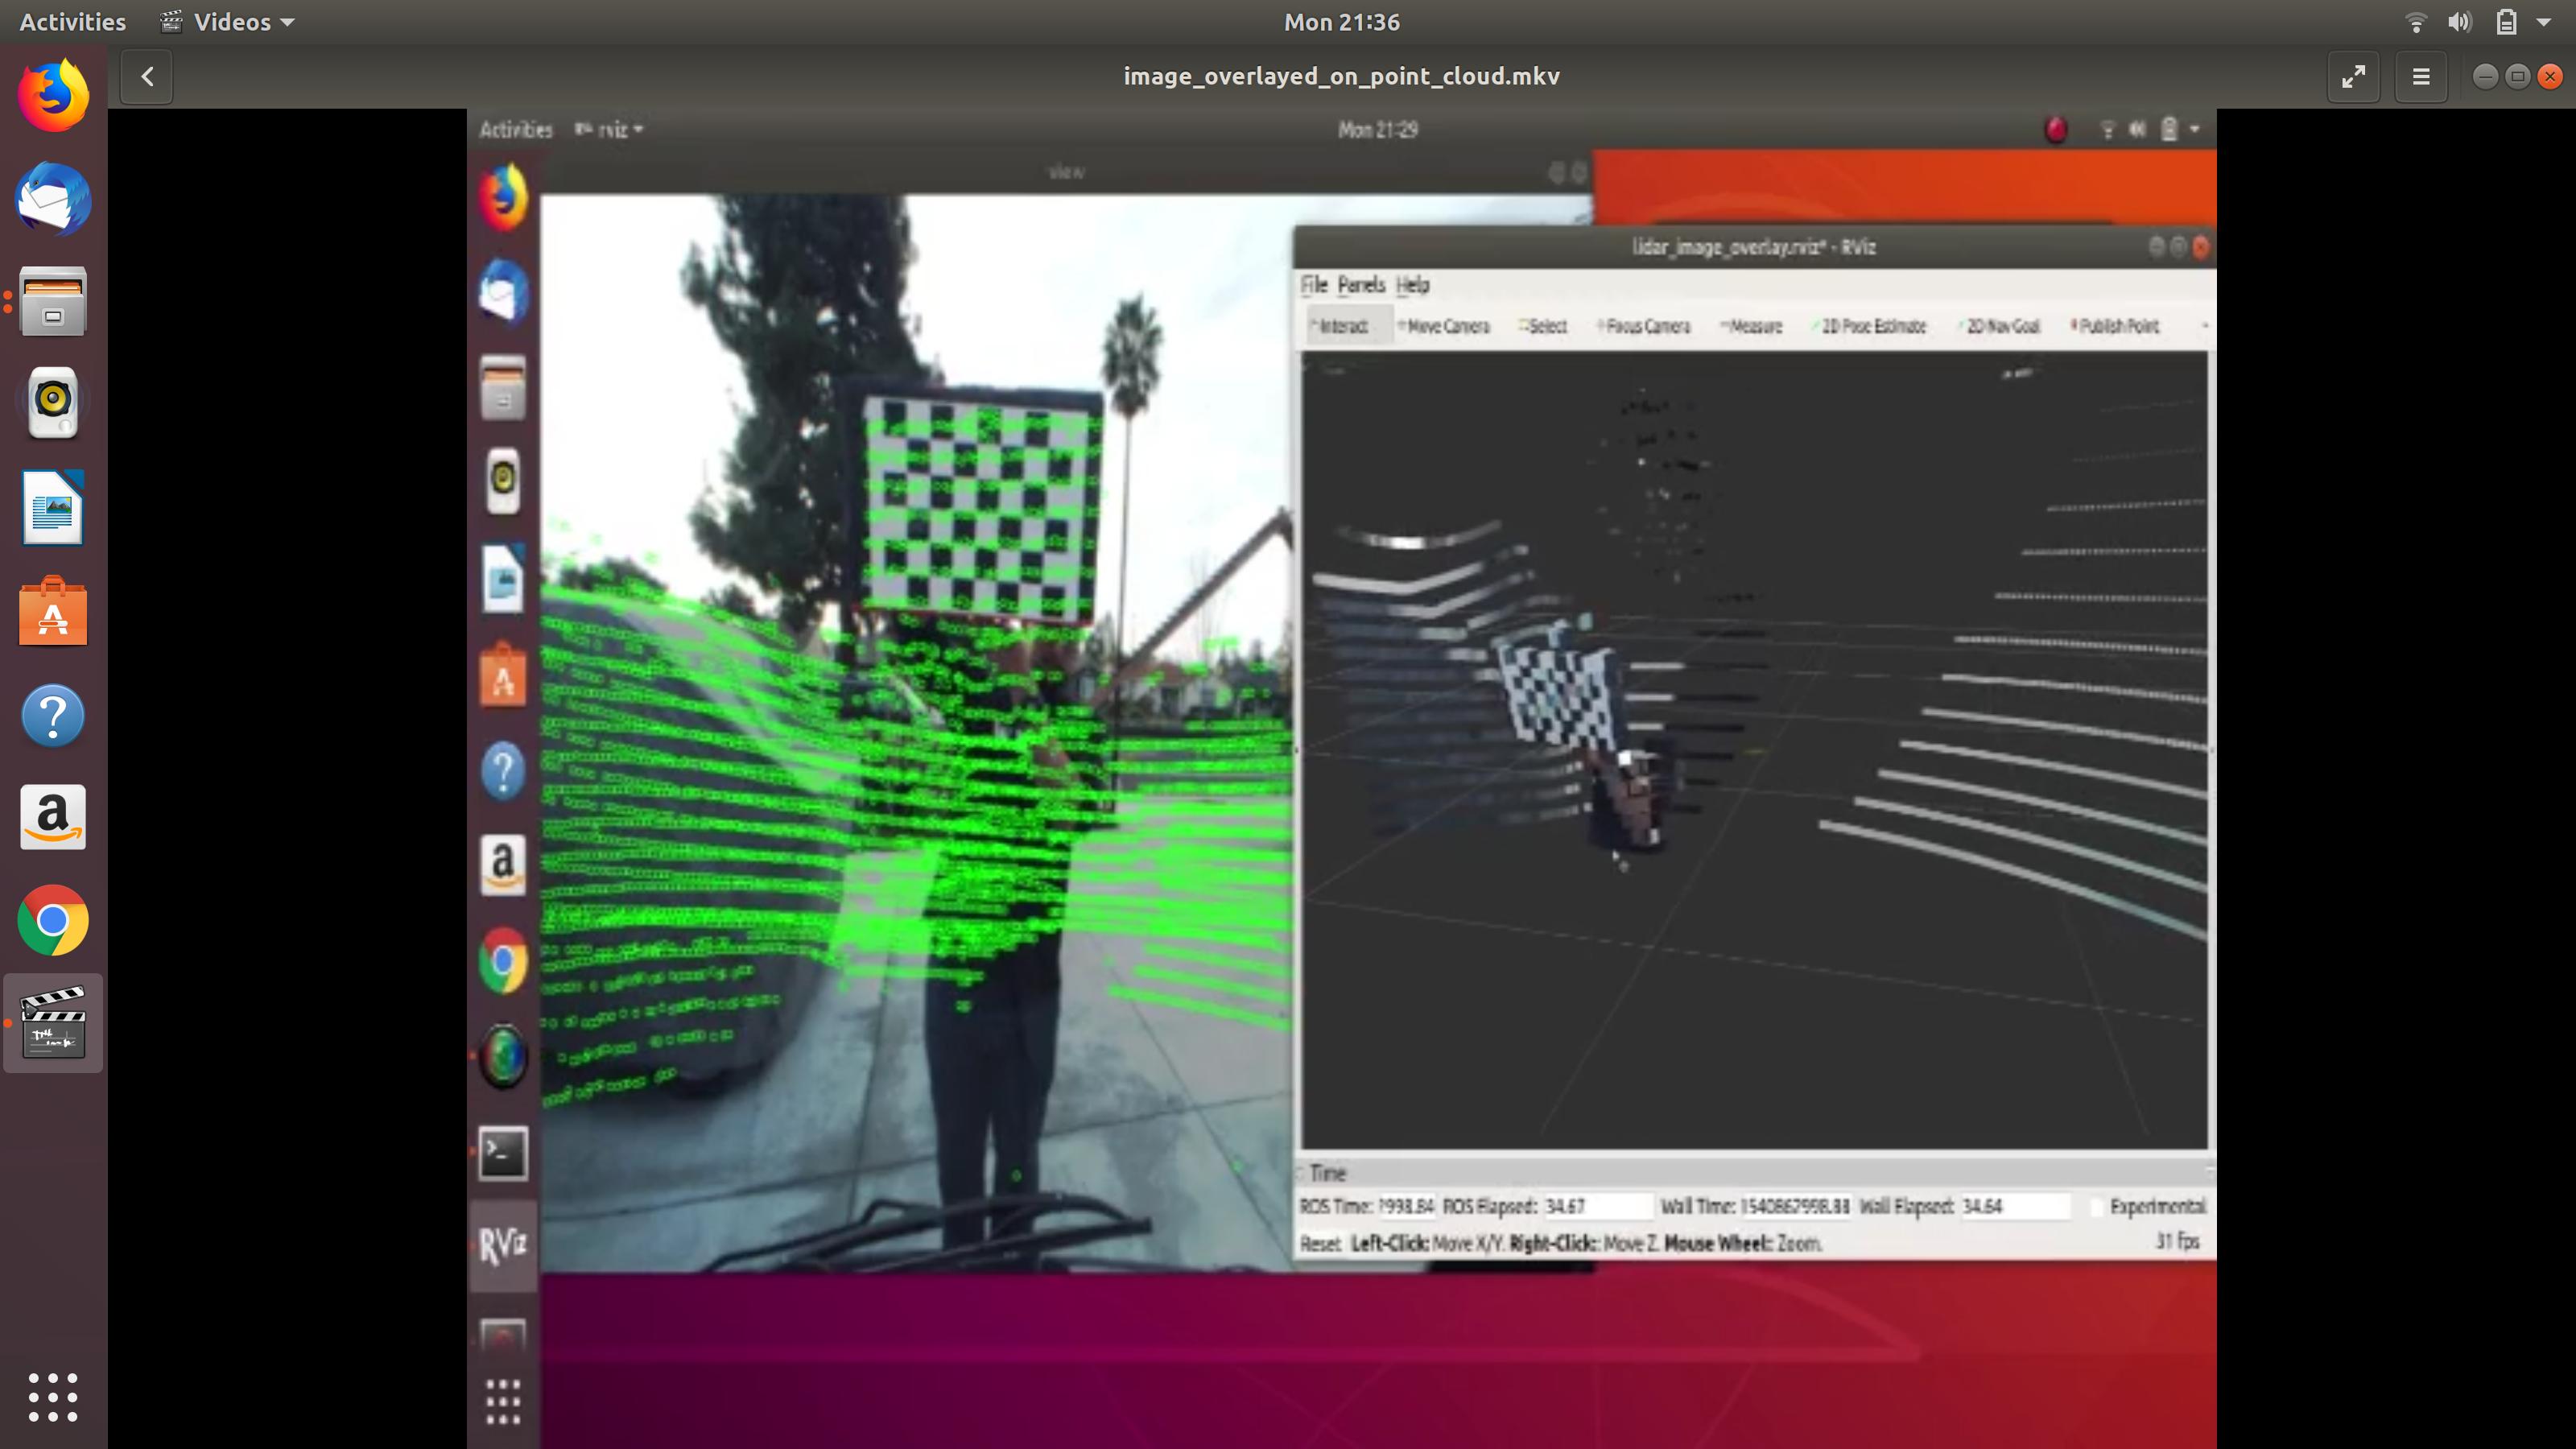 Activities Videos Mon 21:36
image_overlayed_on_point_cloud.mkv
Activities rviz Mon 21:29
view
lidar_image_overlay.rviz* - RViz
File Panels Help
Interact Move Camera Select Focus Camera Measure 2D Pose Estimate 2D Nav Goal Publish Point
Time
ROS Time: ?998.84 ROS Elapsed: 34.67 Wall Time: 1540867998.88 Wall Elapsed: 34.64 Experimental
Reset Left-Click: Move X/Y. Right-Click: Move Z. Mouse Wheel: Zoom. 31 fps
RViz